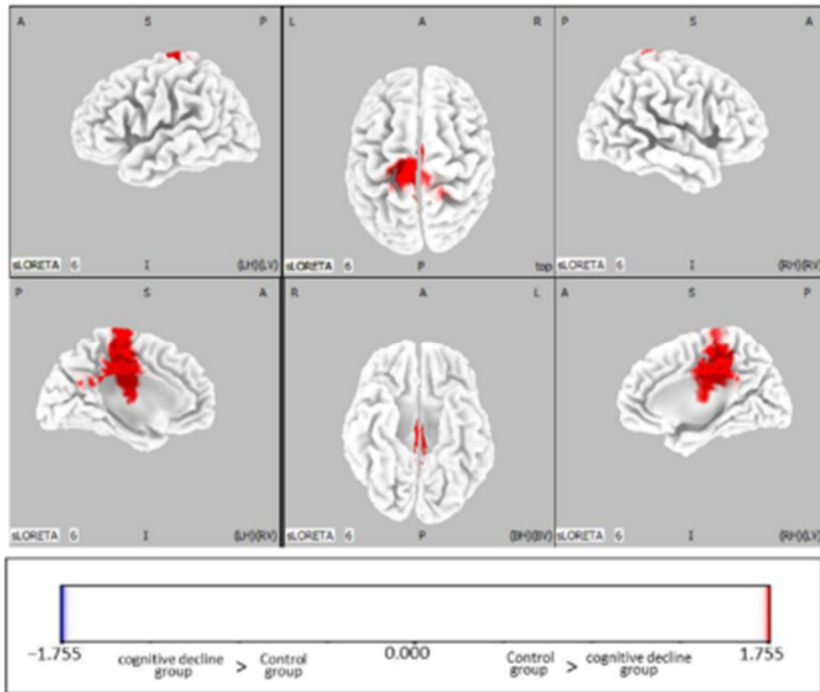 A S P
L A R
P S A
sLORETA 6 I (LH)(LV)
sLORETA 6 P top
sLORETA 6 I (RH)(RV)
P S A
R A L
A S P
sLORETA 6 I (LH)(RV)
sLORETA 6 P (BH)(BV)
sLORETA 6 I (RH)(LV)
−1.755 0.000 1.755
cognitive decline group > Control group
Control group > cognitive decline group